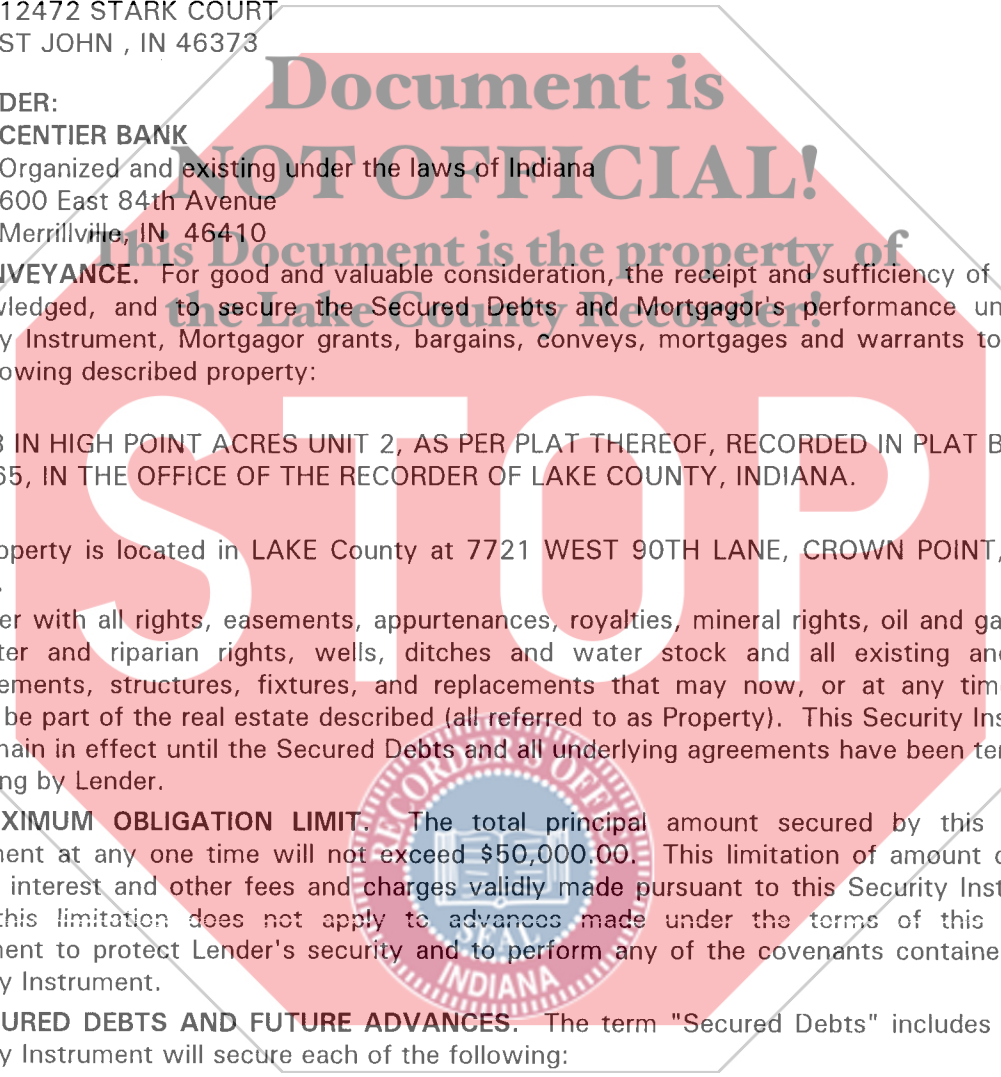 12472 STARK COURT
ST JOHN , IN 46373
Document is
DER:
CENTIER BANK
Organized and existing under the laws of Indiana
NOT OFFICIAL!
600 East 84th Avenue
Merrillville, IN 46410
This Document is the property of
NVEYANCE. For good and valuable consideration, the receipt and sufficiency of
the Lake County Recorder!
ledged, and to secure the Secured Debts and Mortgagor's performance un
y Instrument, Mortgagor grants, bargains, conveys, mortgages and warrants to
owing described property:
IN HIGH POINT ACRES UNIT 2, AS PER PLAT THEREOF, RECORDED IN PLAT B
65, IN THE OFFICE OF THE RECORDER OF LAKE COUNTY, INDIANA.
STOP
operty is located in LAKE County at 7721 WEST 90TH LANE, CROWN POINT,
er with all rights, easements, appurtenances, royalties, mineral rights, oil and ga
ter and riparian rights, wells, ditches and water stock and all existing and
ements, structures, fixtures, and replacements that may now, or at any tim
be part of the real estate described (all referred to as Property). This Security Ins
main in effect until the Secured Debts and all underlying agreements have been ter
ng by Lender.
RECORDER'S OFFICE
XIMUM OBLIGATION LIMIT. The total principal amount secured by this
ent at any one time will not exceed $50,000.00. This limitation of amount
interest and other fees and charges validly made pursuant to this Security Inst
this limitation does not apply to advances made under the terms of this
SEAL
ent to protect Lender's security and to perform any of the covenants containe
INDIANA
y Instrument.
URED DEBTS AND FUTURE ADVANCES. The term "Secured Debts" includes
y Instrument will secure each of the following: